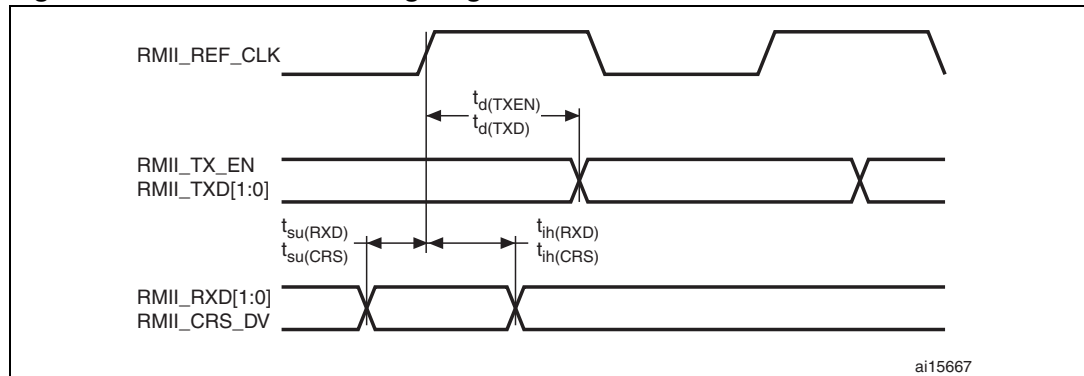 RMII_REF_CLK
td(TXEN)
td(TXD)
RMII_TX_EN
RMII_TXD[1:0]
tsu(RXD)
tsu(CRS)
tih(RXD)
tih(CRS)
RMII_RXD[1:0]
RMII_CRS_DV
ai15667